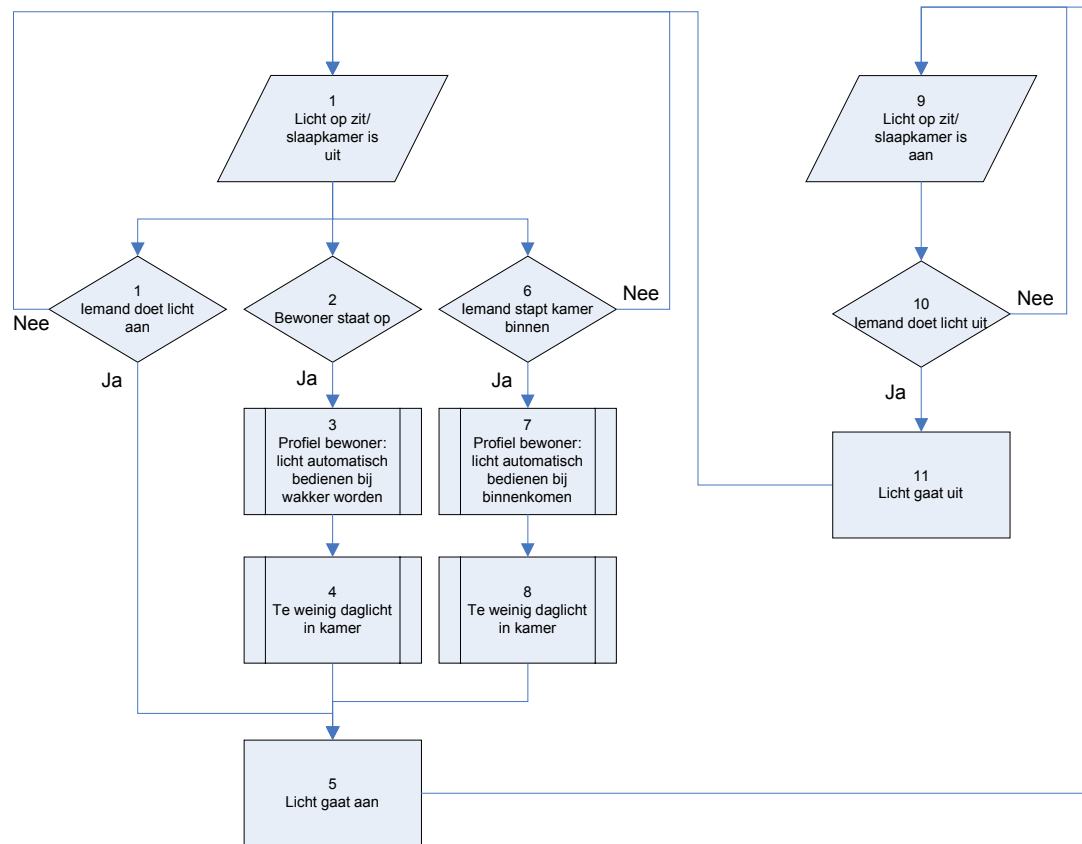 1
Licht op zit/
slaapkamer is
uit
9
Licht op zit/
slaapkamer is
aan
1
Iemand doet licht
aan
2
Bewoner staat op
6
Iemand stapt kamer
binnen
10
Iemand doet licht uit
Nee
Nee
Nee
Ja
Ja
Ja
Ja
3
Profiel bewoner:
licht automatisch
bedienen bij
wakker worden
7
Profiel bewoner:
licht automatisch
bedienen bij
binnenkomen
11
Licht gaat uit
4
Te weinig daglicht
in kamer
8
Te weinig daglicht
in kamer
5
Licht gaat aan